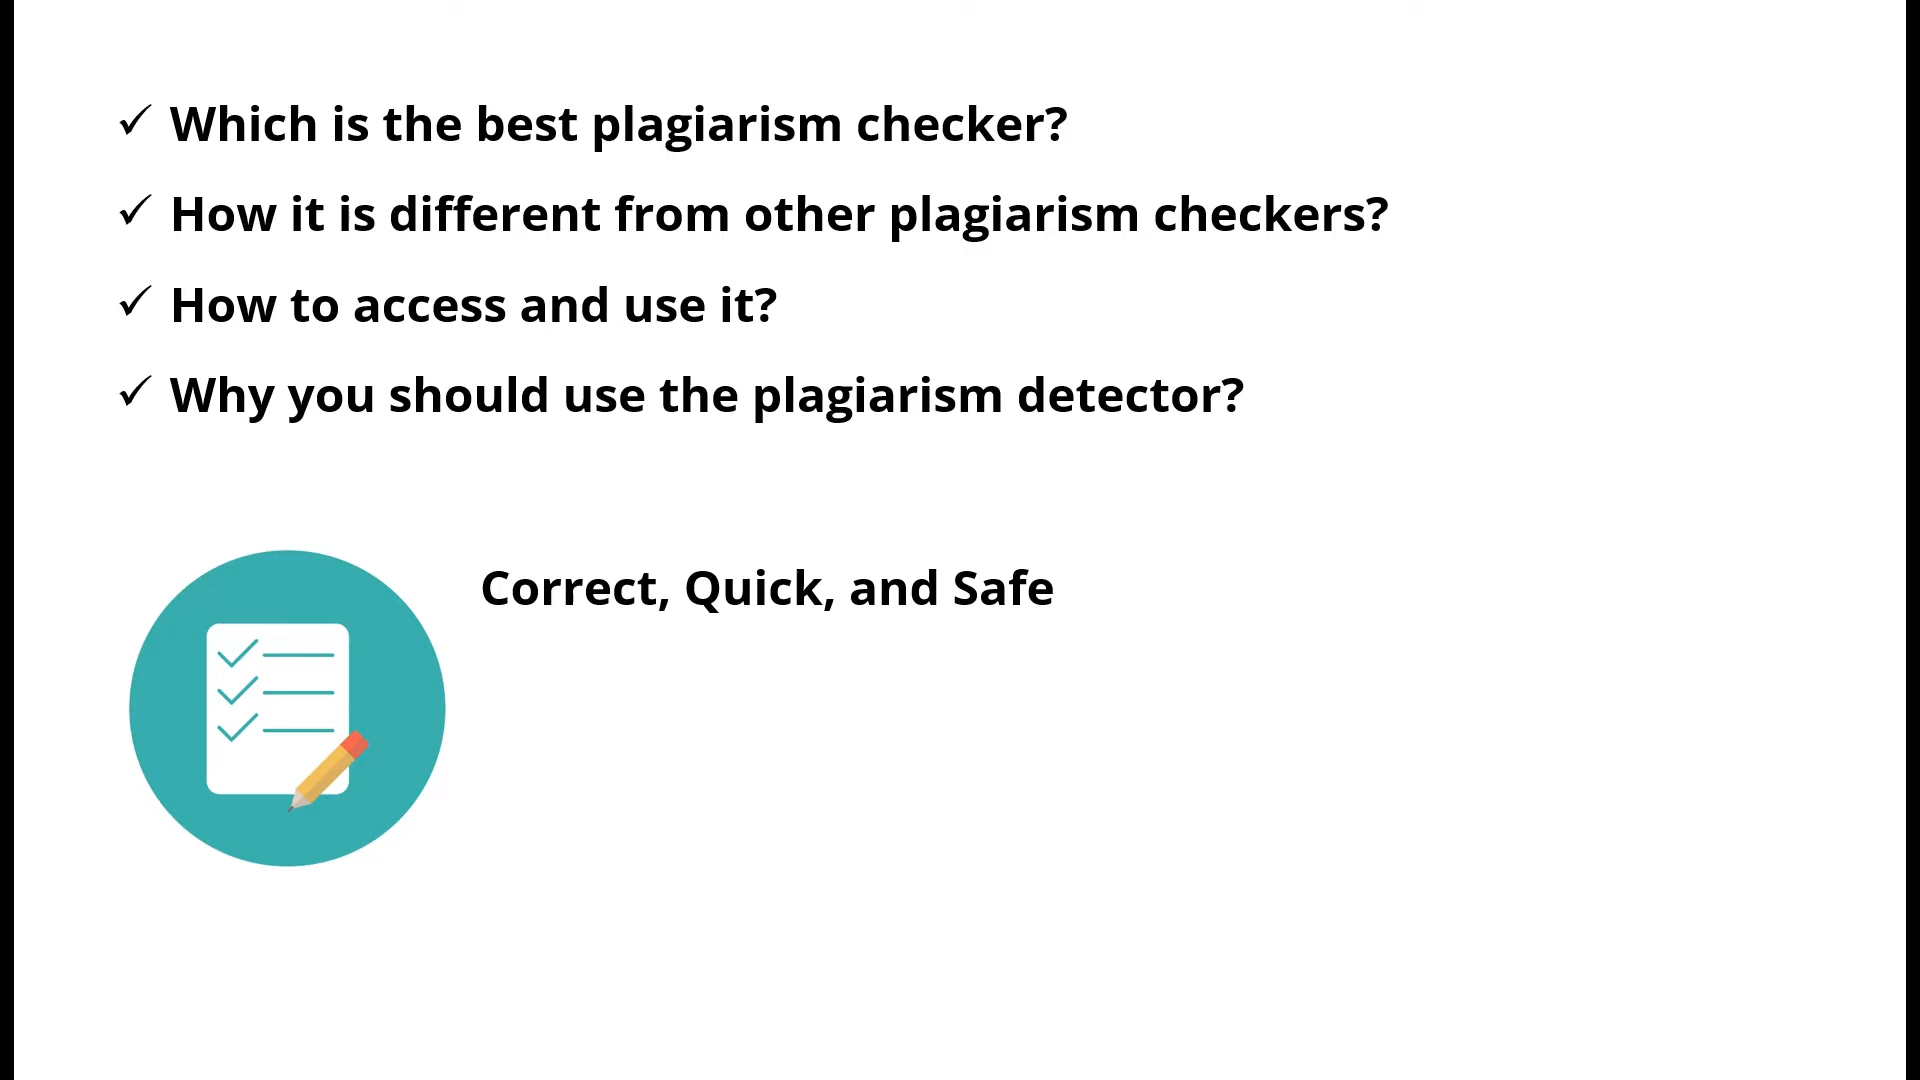 Which is the best plagiarism checker?
How it is different from other plagiarism checkers?
How to access and use it?
Why you should use the plagiarism detector?
Correct, Quick, and Safe